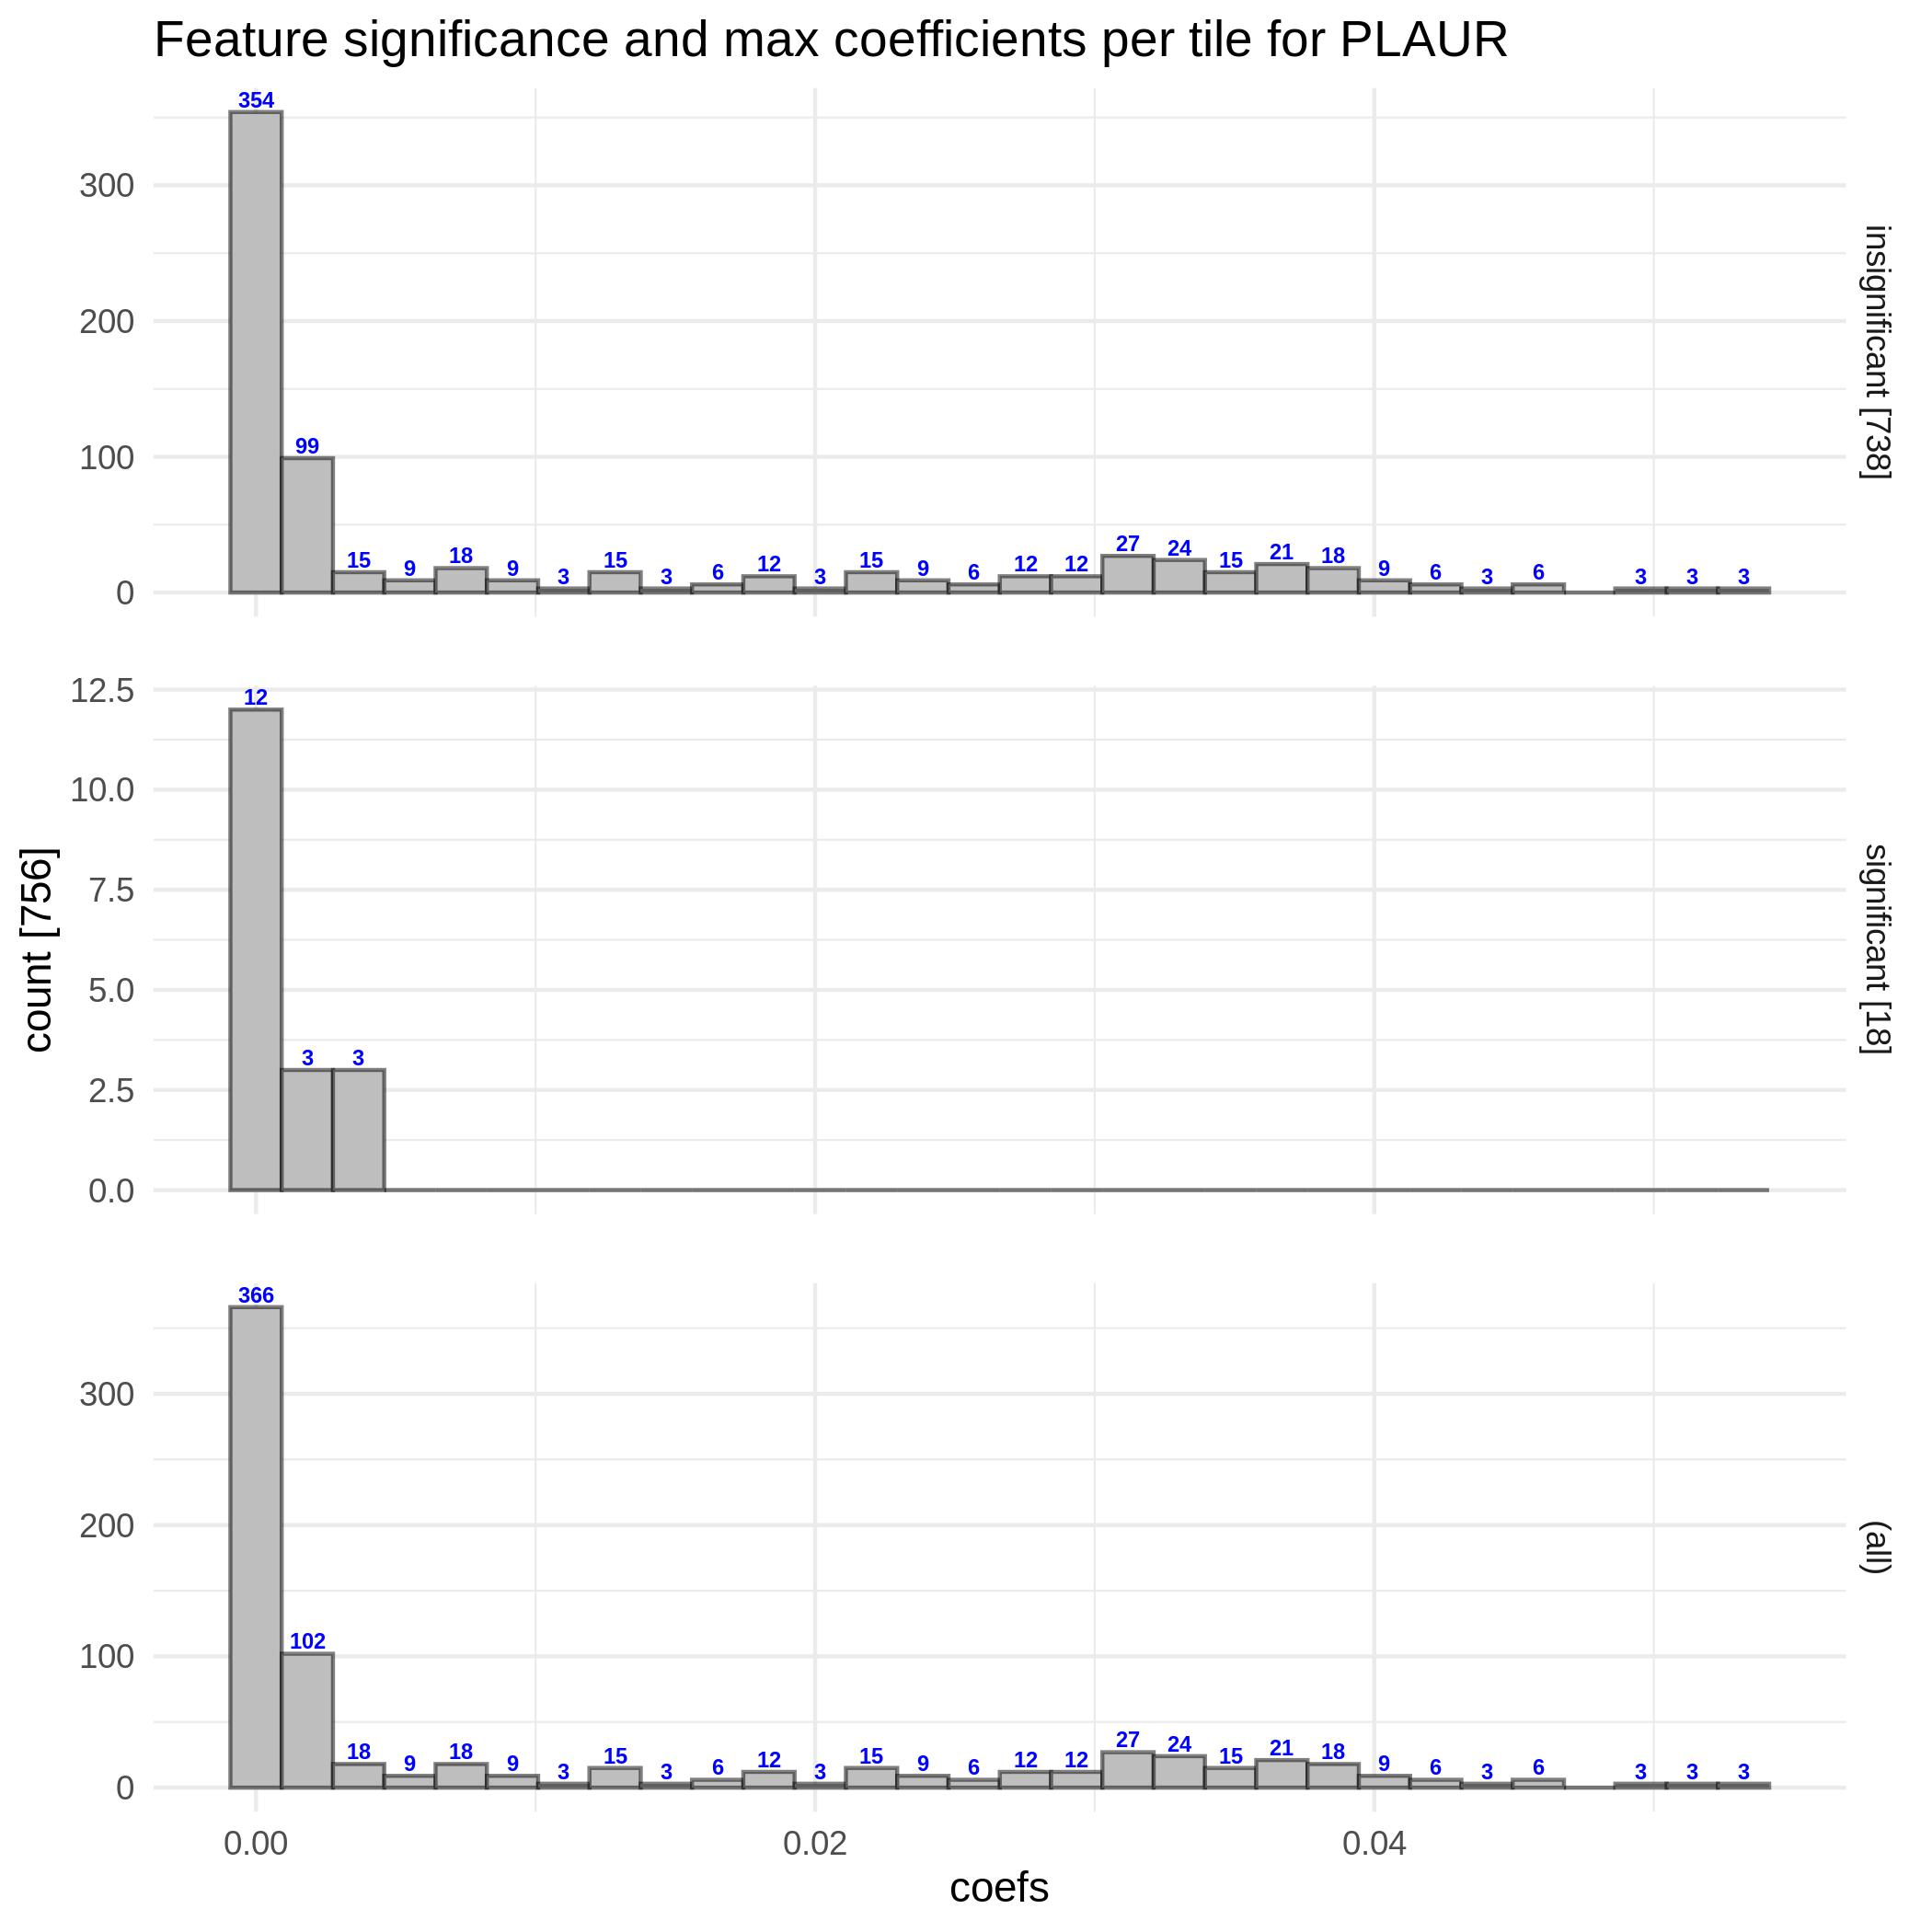 Feature significance and max coefficients per tile for PLAUR
354
300
200
100
0
99
15 9 18 9 3 15 3 6 12 3 15 9 6 12 12 27 24 15 21 18 9 6 3 6 3 3 3
insignificant [738]
count [756]
12.5
10.0
7.5
5.0
2.5
0.0
12
3 3
significant [18]
366
300
200
100
0
102
18 9 18 9 3 15 3 6 12 3 15 9 6 12 12 27 24 15 21 18 9 6 3 6 3 3 3
(all)
0.00 0.02 0.04
coefs